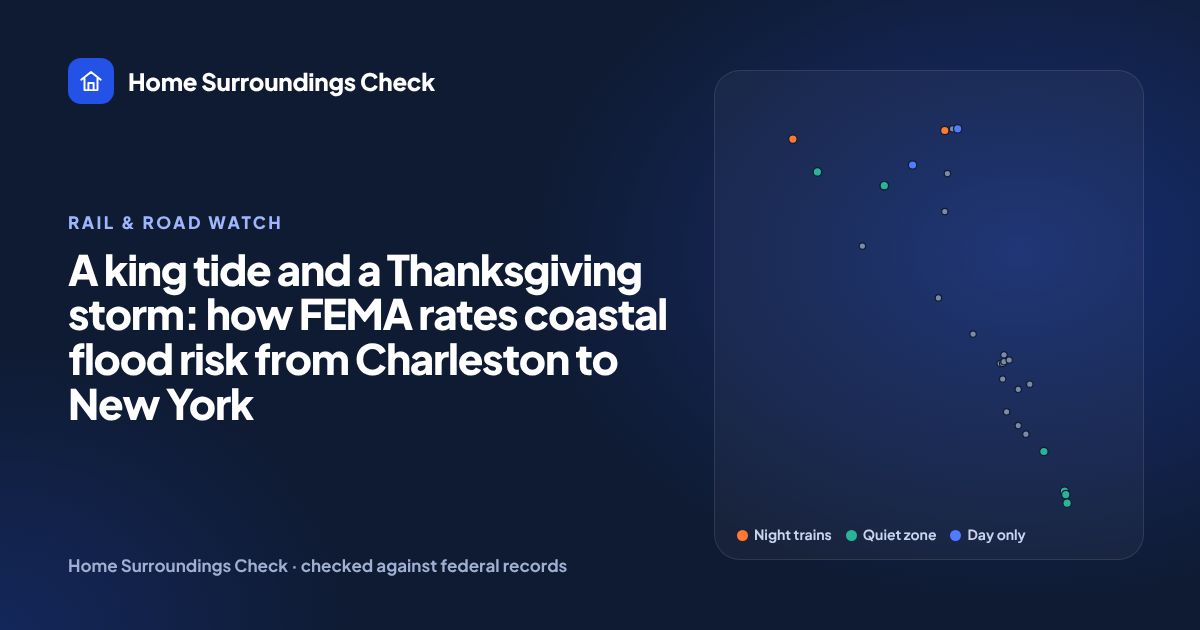 Home Surroundings Check
RAIL & ROAD WATCH
A king tide and a Thanksgiving
storm: how FEMA rates coastal
flood risk from Charleston to
New York
Night trains
Quiet zone
Day only
Home Surroundings Check · checked against federal records